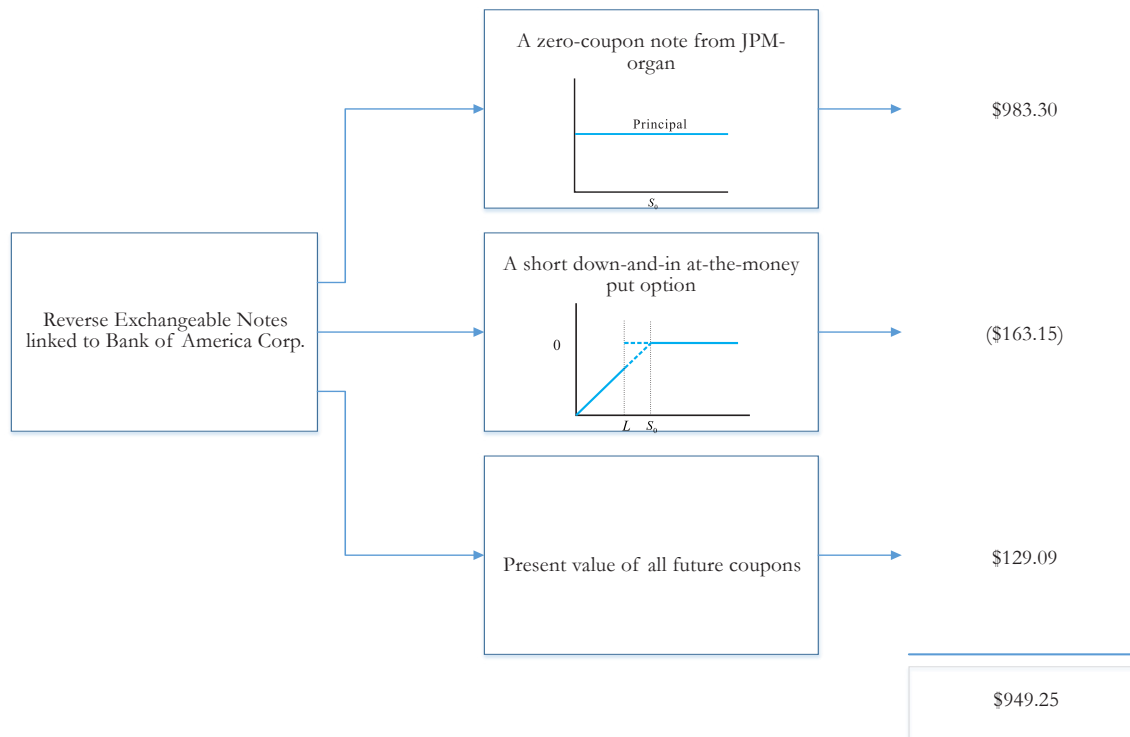 A zero-coupon note from JPM-
organ
Principal
S₀
$983.30
Reverse Exchangeable Notes
linked to Bank of America Corp.
A short down-and-in at-the-money
put option
0
L S₀
($163.15)
Present value of all future coupons
$129.09
$949.25